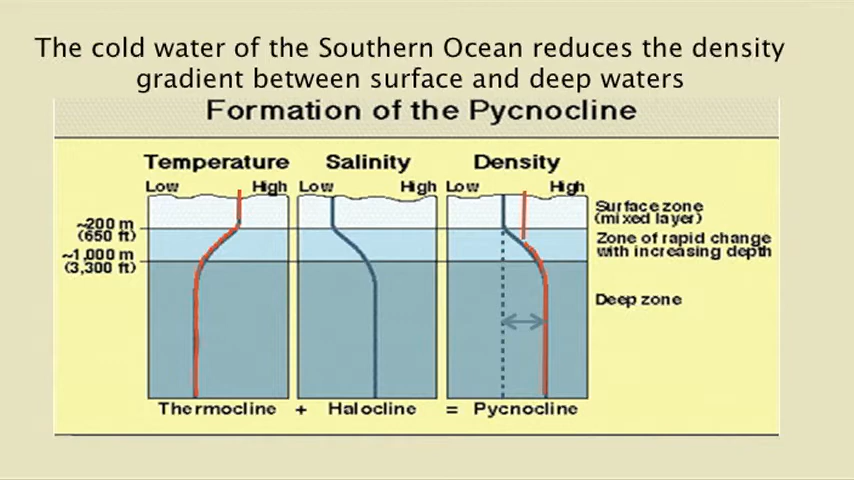 The cold water of the Southern Ocean reduces the density
gradient between surface and deep waters
Formation of the Pycnocline
Temperature Salinity Density
Low High Low High Low High
~200 m
(650 ft)
~1,000 m
(3,300 ft)
Surface zone
(mixed layer)
Zone of rapid change
with increasing depth
Deep zone
Thermocline + Halocline = Pycnocline